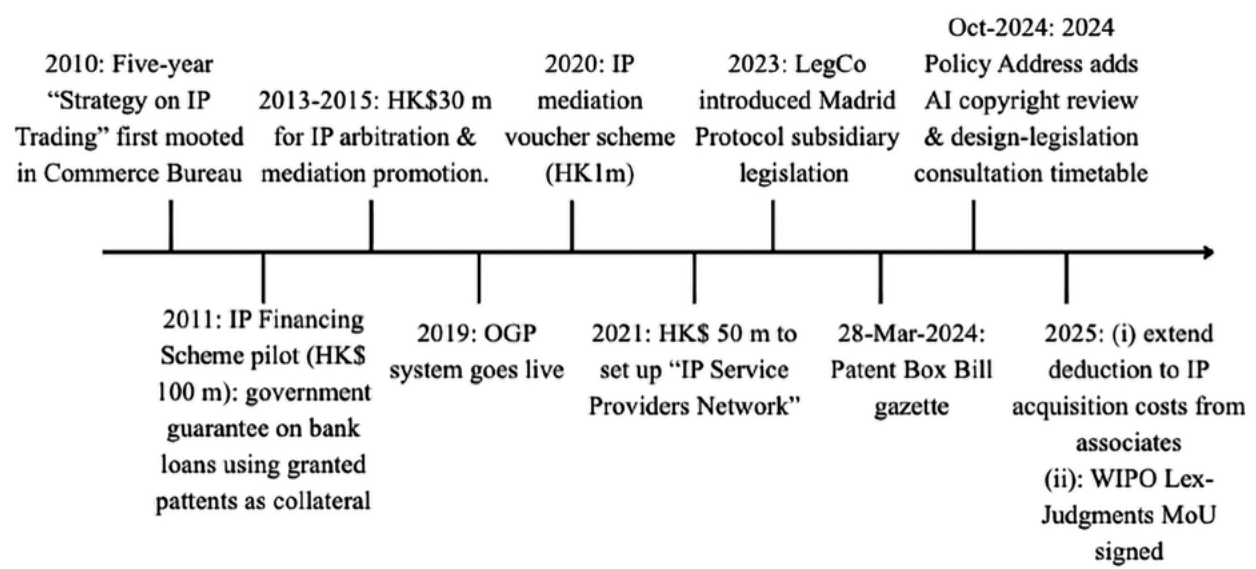 2010: Five-year
“Strategy on IP
Trading” first mooted
in Commerce Bureau
2011: IP Financing
Scheme pilot (HK$
100 m): government
guarantee on bank
loans using granted
pattents as collateral
2013-2015: HK$30 m
for IP arbitration &
mediation promotion.
2019: OGP
system goes live
2020: IP
mediation
voucher scheme
(HK1m)
2021: HK$ 50 m to
set up “IP Service
Providers Network”
2023: LegCo
introduced Madrid
Protocol subsidiary
legislation
28-Mar-2024:
Patent Box Bill
gazette
Oct-2024: 2024
Policy Address adds
AI copyright review
& design-legislation
consultation timetable
2025: (i) extend
deduction to IP
acquisition costs from
associates
(ii): WIPO Lex-
Judgments MoU
signed